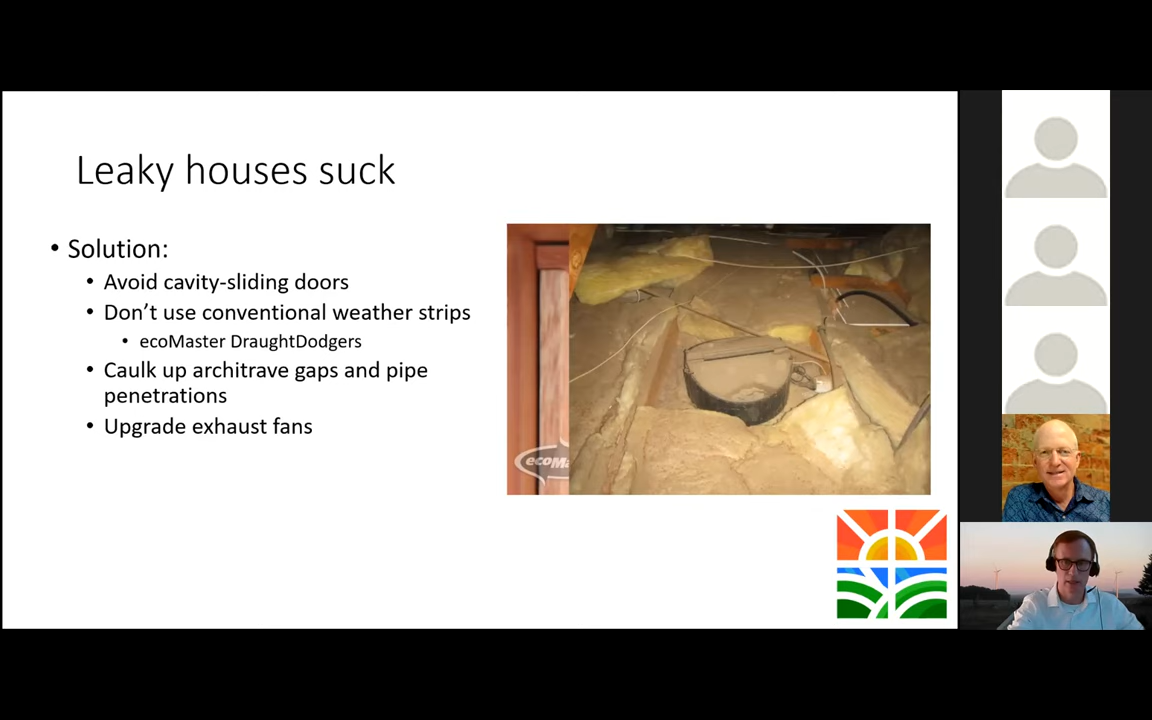 Leaky houses suck
• Solution:
• Avoid cavity-sliding doors
• Don’t use conventional weather strips
• ecoMaster DraughtDodgers
• Caulk up architrave gaps and pipe
penetrations
• Upgrade exhaust fans